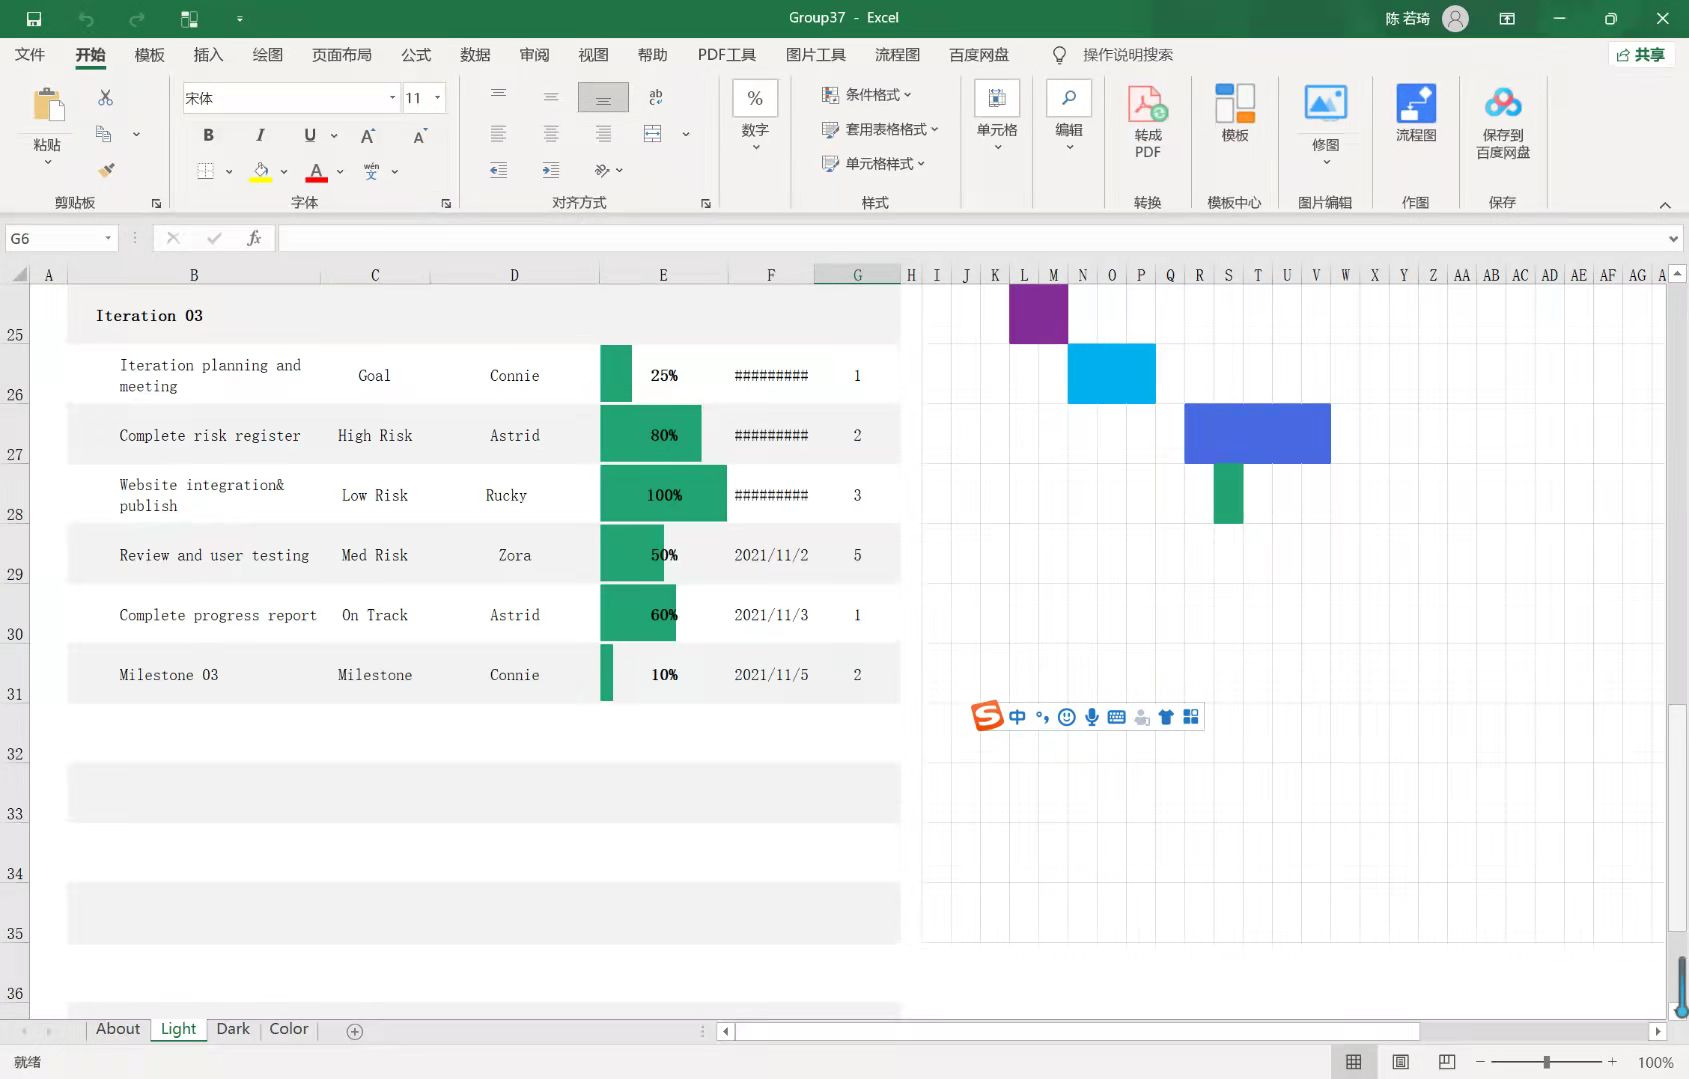 Group37 - Excel
陈 若琦
文件 开始 模板 插入 绘图 页面布局 公式 数据 审阅 视图 帮助 PDF工具 图片工具 流程图 百度网盘 操作说明搜索 共享
宋体 11
粘贴
B I U A A
A wén 文
ab c
% 数字
条件格式
套用表格格式
单元格样式
单元格
编辑
转成 PDF
模板
修图
流程图
保存到 百度网盘
剪贴板 字体 对齐方式 样式 转换 模板中心 图片编辑 作图 保存
G6 fx
A B C D E F G H I J K L M N O P Q R S T U V W X Y Z AA AB AC AD AE AF AG A
25 Iteration 03
26 Iteration planning and meeting Goal Connie 25% ######### 1
27 Complete risk register High Risk Astrid 80% ######### 2
28 Website integration& publish Low Risk Rucky 100% ######### 3
29 Review and user testing Med Risk Zora 50% 2021/11/2 5
30 Complete progress report On Track Astrid 60% 2021/11/3 1
31 Milestone 03 Milestone Connie 10% 2021/11/5 2
S 中
32
33
34
35
36
About Light Dark Color
就绪 100%